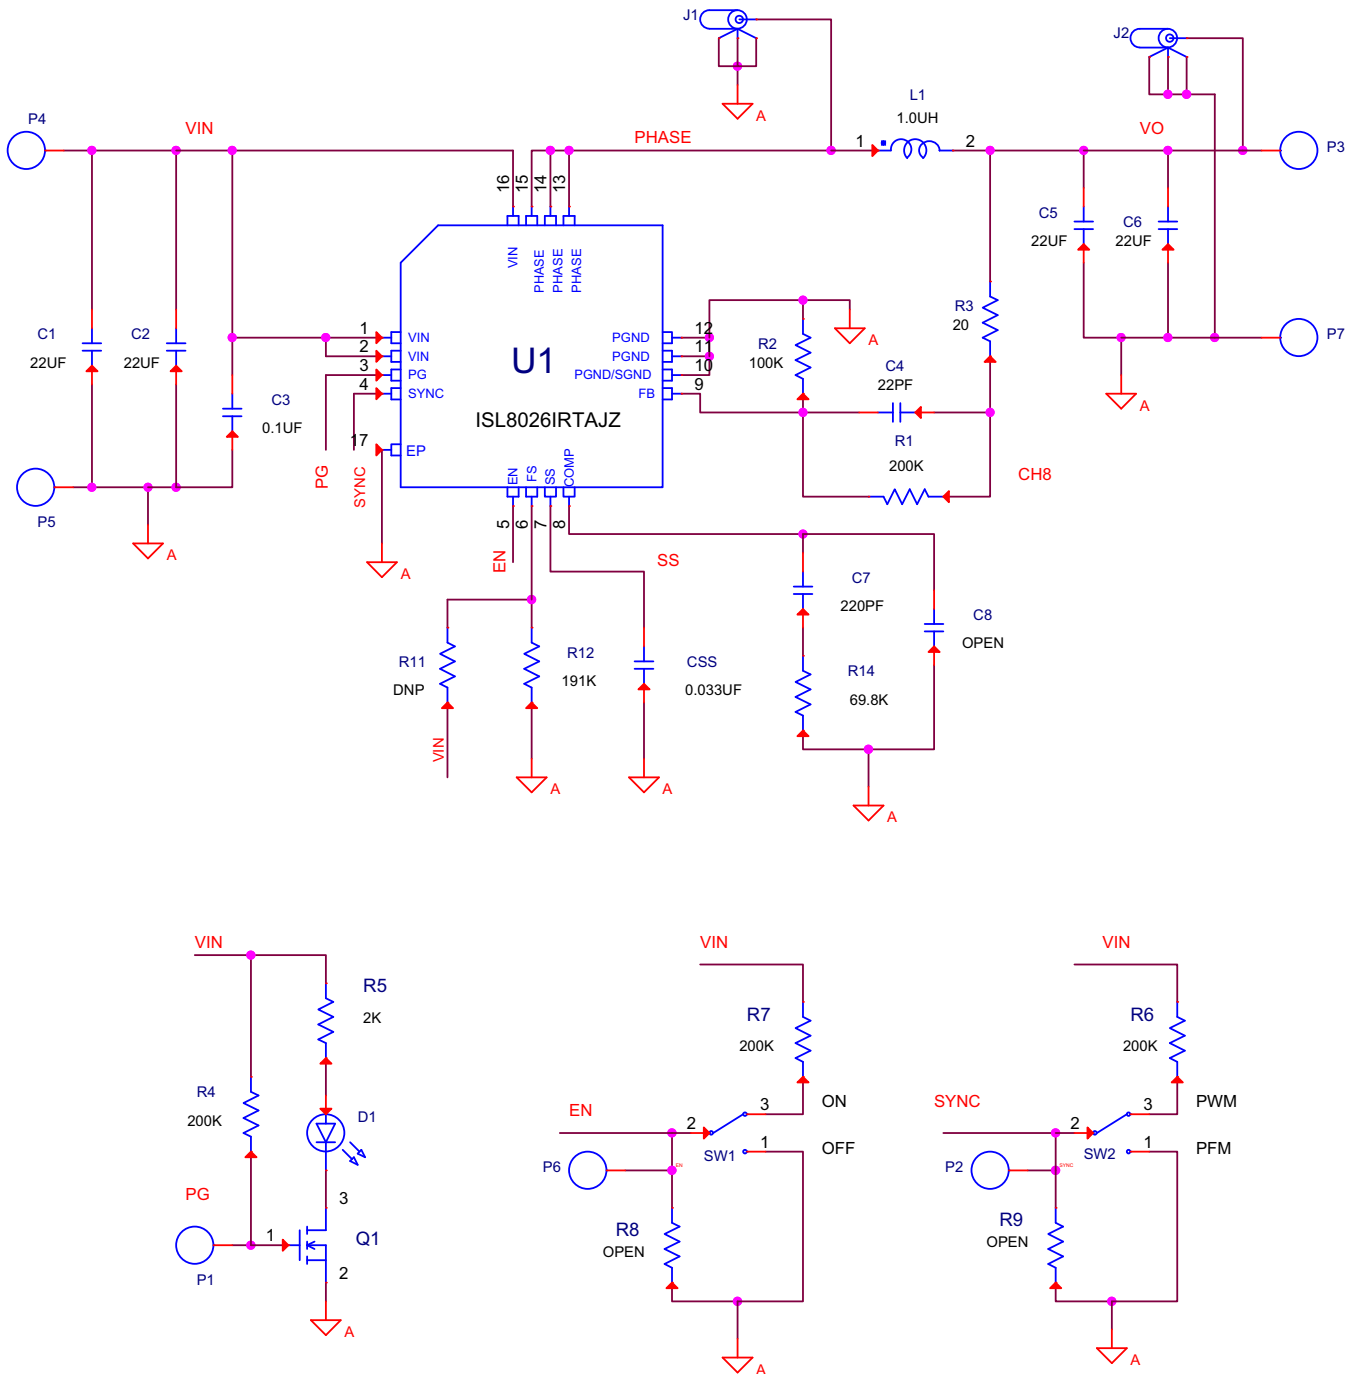 J1
J2
A
P4
VIN
PHASE
L1
1.0UH
1
2
VO
P3
16
15
14
13
C5
22UF
C6
22UF
VIN
PHASE
PHASE
PHASE
C1
22UF
C2
22UF
1
2
3
4
17
VIN
VIN
PG
SYNC
EP
U1
ISL8026IRTAJZ
PGND
PGND
PGND/SGND
FB
12
11
10
9
R2
100K
A
R3
20
P7
C4
22PF
R1
200K
A
C3
0.1UF
PG
SYNC
CH8
P5
A
A
EN
FS
SS
COMP
5
6
7
8
EN
SS
C7
220PF
C8
OPEN
R11
DNP
R12
191K
CSS
0.033UF
R14
69.8K
VIN
A
A
A
VIN
R5
2K
R4
200K
D1
PG
3
1
Q1
2
P1
A
VIN
R7
200K
EN
3
ON
2
1
OFF
SW1
P6
EN
R8
OPEN
A
VIN
R6
200K
SYNC
3
PWM
2
1
PFM
SW2
P2
SYNC
R9
OPEN
A